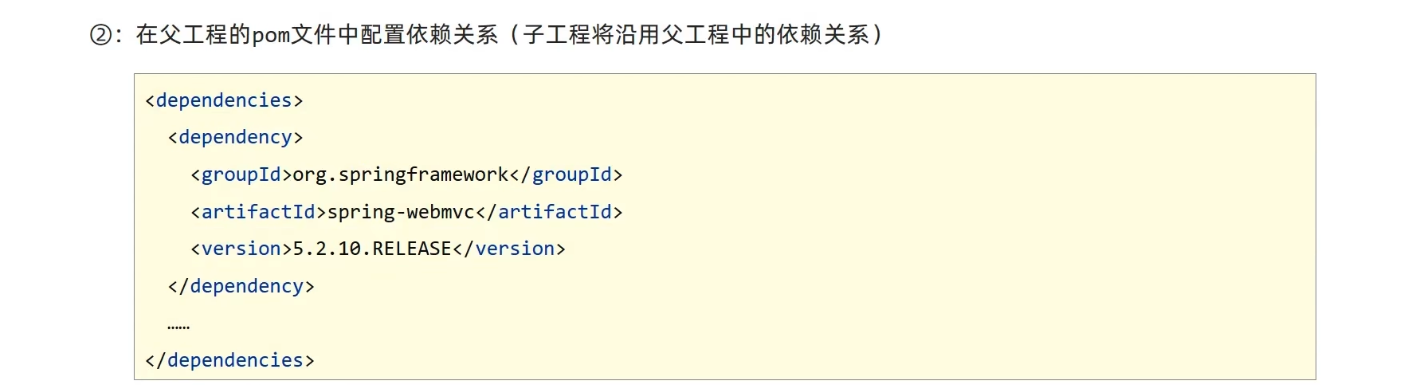 ②：在父工程的pom文件中配置依赖关系（子工程将沿用父工程中的依赖关系）
<dependencies>
  <dependency>
    <groupId>org.springframework</groupId>
    <artifactId>spring-webmvc</artifactId>
    <version>5.2.10.RELEASE</version>
  </dependency>
  ……
</dependencies>